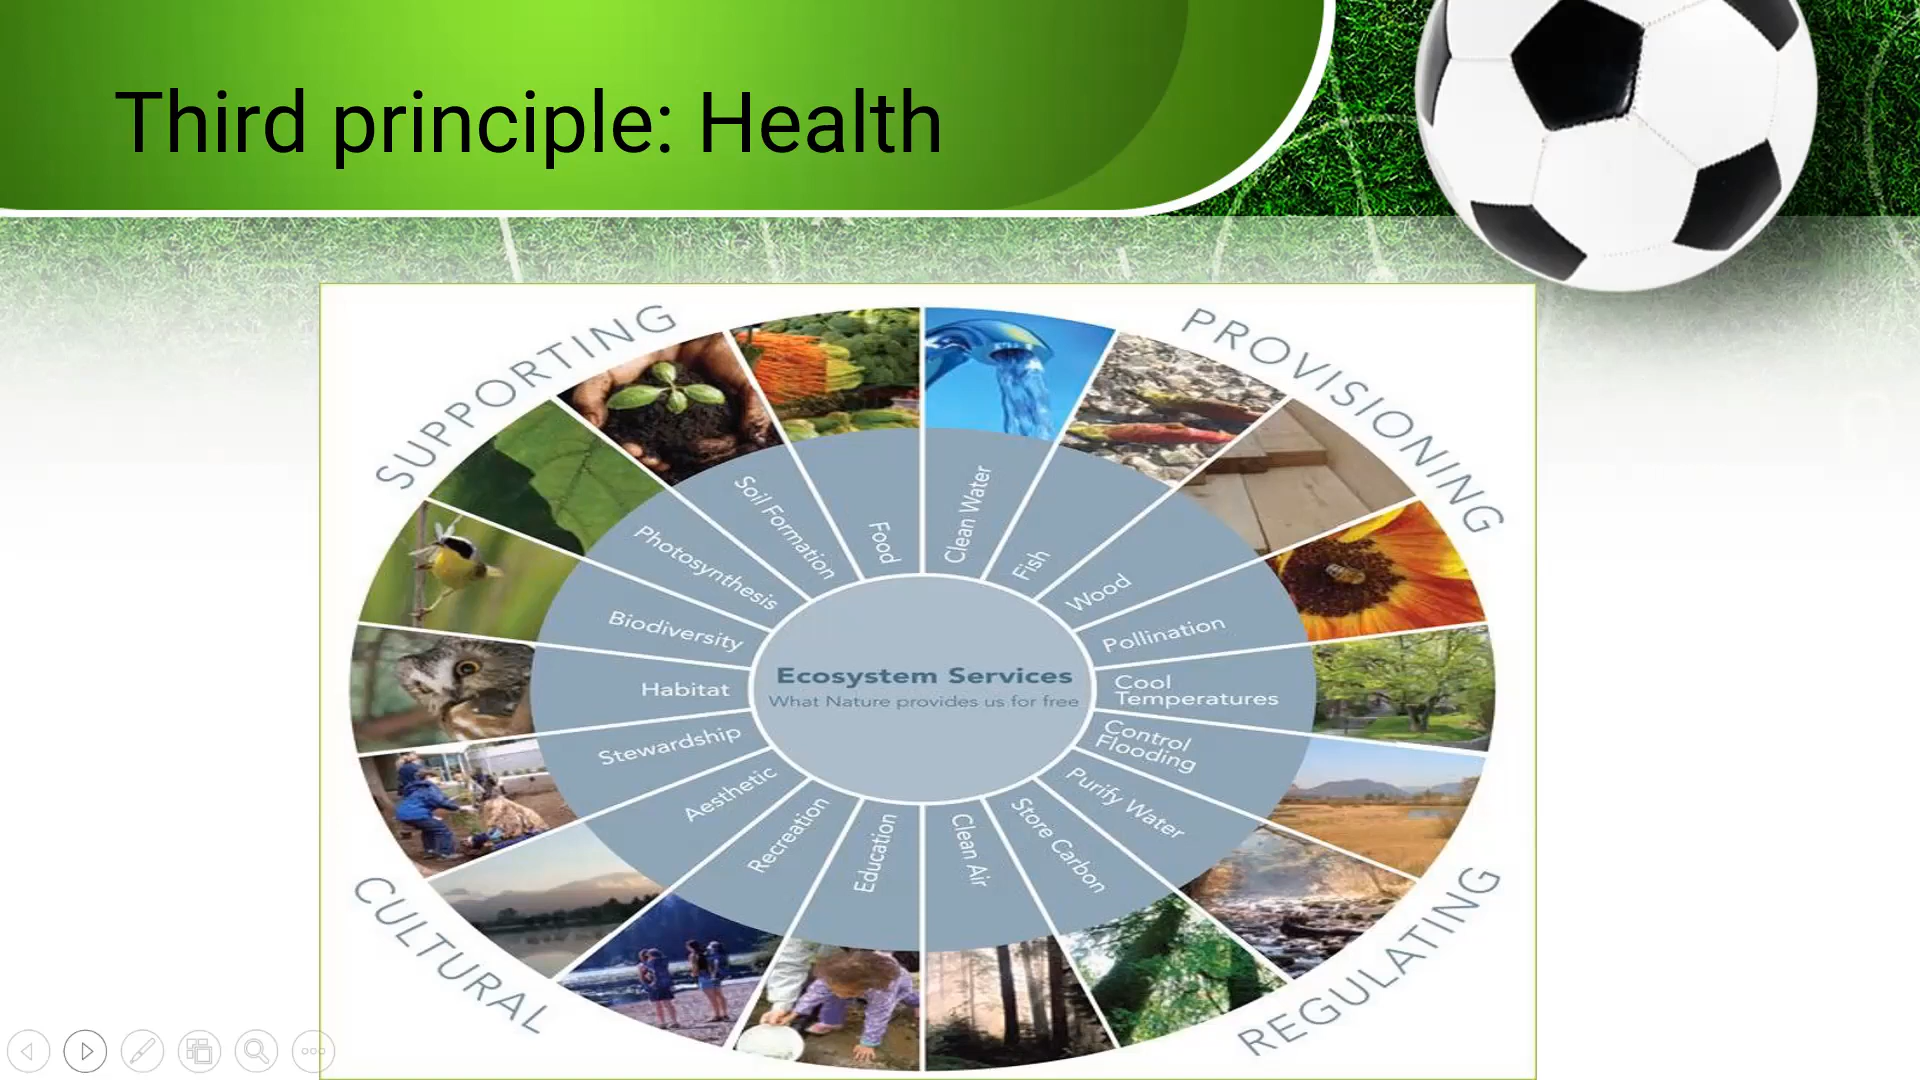 Third principle: Health
SUPPORTING
PROVISIONING
Soil Formation
Food
Clean Water
Fish
Wood
Photosynthesis
Biodiversity
Pollination
Habitat
Cool
Temperatures
Ecosystem Services
What Nature provides us for free
Stewardship
Control
Flooding
Aesthetic
Purify Water
Recreation
Education
Clean Air
Store Carbon
CULTURAL
REGULATING